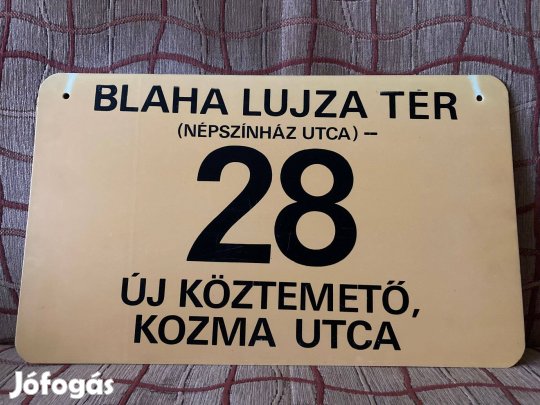 BLAHA LUJZA TÉR
(NÉPSZÍNHÁZ UTCA) --
28
ÚJ KÖZTEMETŐ,
KOZMA UTCA
Jófogás